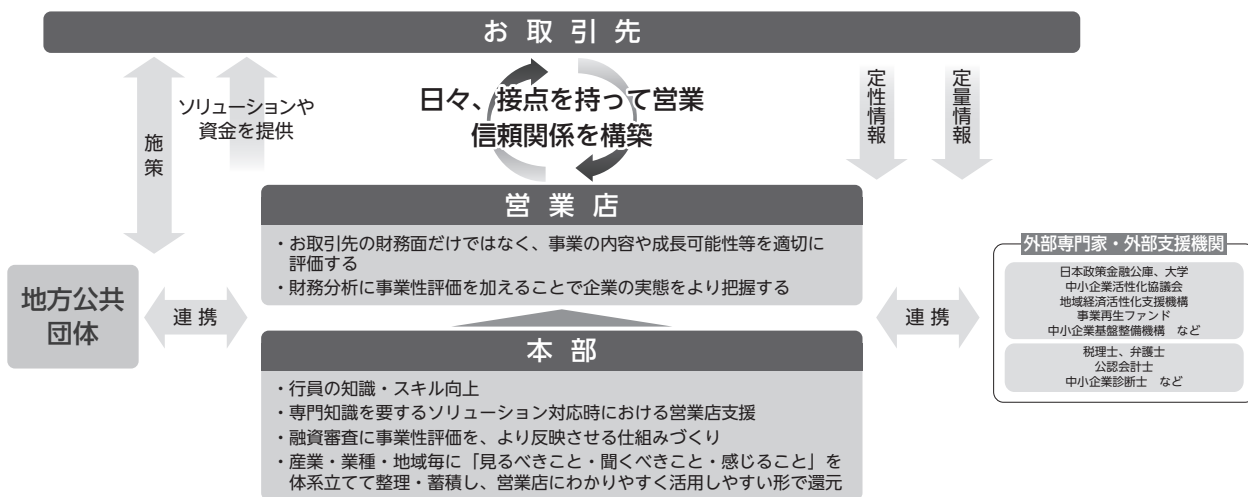 お取引先
施策
ソリューションや
資金を提供
日々、接点を持って営業
信頼関係を構築
定性情報
定量情報
営業店
・お取引先の財務面だけではなく、事業の内容や成長可能性等を適切に
評価する
・財務分析に事業性評価を加えることで企業の実態をより把握する
地方公共
団体
連携
連携
外部専門家・外部支援機関
日本政策金融公庫、大学
中小企業活性化協議会
地域経済活性化支援機構
事業再生ファンド
中小企業基盤整備機構 など
税理士、弁護士
公認会計士
中小企業診断士 など
本部
・行員の知識・スキル向上
・専門知識を要するソリューション対応時における営業店支援
・融資審査に事業性評価を、より反映させる仕組みづくり
・産業・業種・地域毎に「見るべきこと・聞くべきこと・感じること」を
体系立てて整理・蓄積し、営業店にわかりやすく活用しやすい形で還元